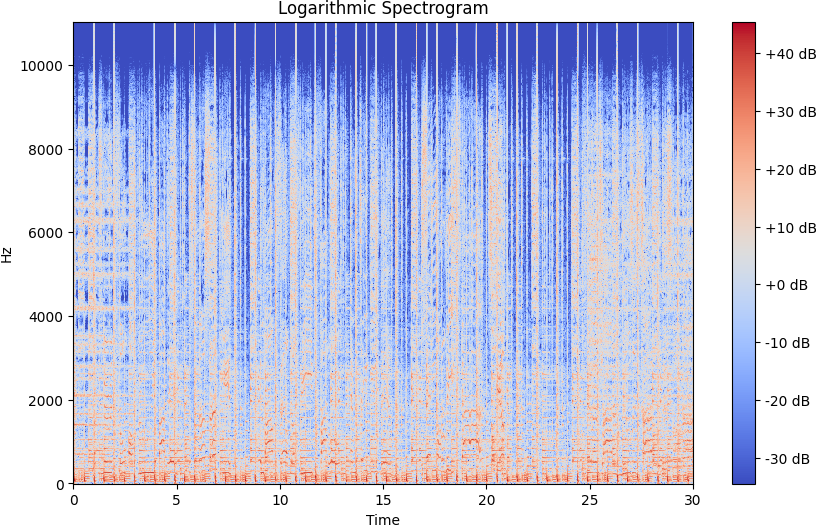 Logarithmic Spectrogram
Hz
10000
8000
6000
4000
2000
0
0 5 10 15 20 25 30
Time
+40 dB
+30 dB
+20 dB
+10 dB
+0 dB
-10 dB
-20 dB
-30 dB